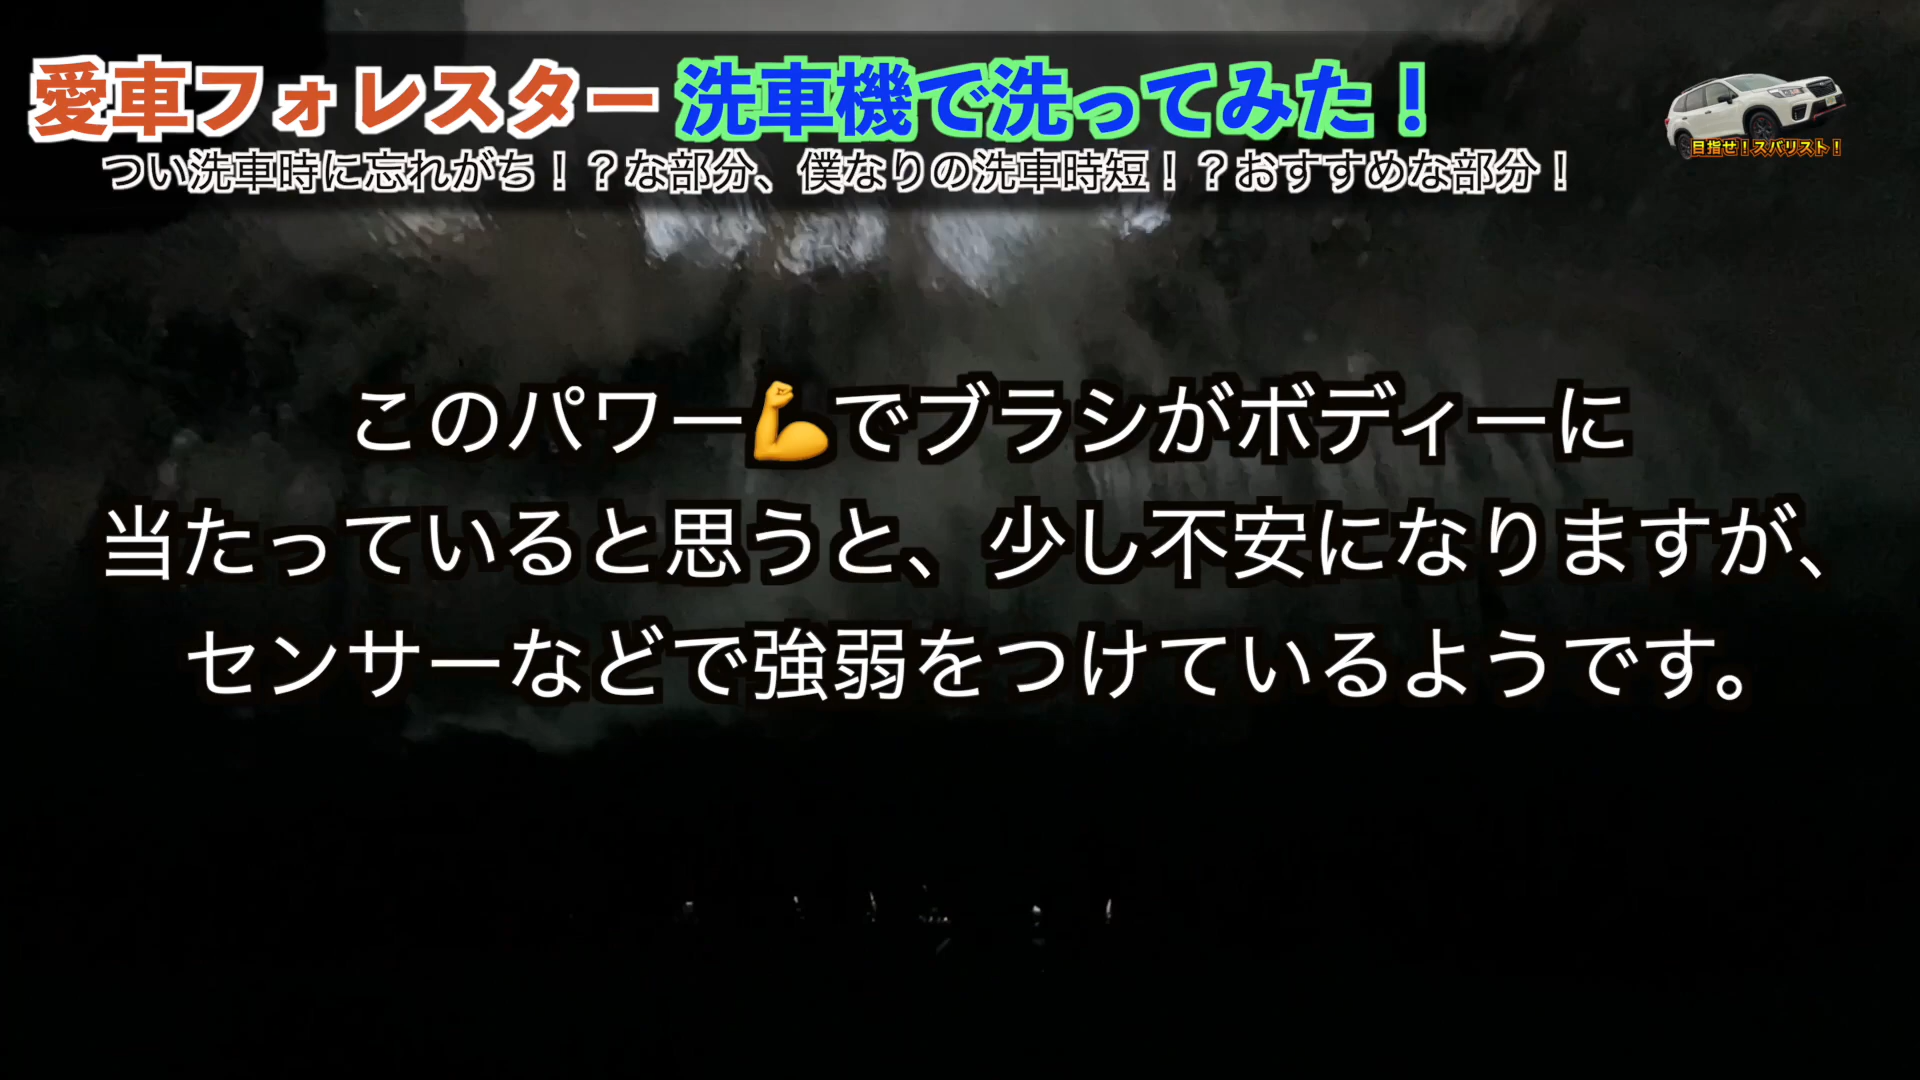 愛車フォレスター 洗車機で洗ってみた！
つい洗車時に忘れがち！？な部分、僕なりの洗車時短！？おすすめな部分！
目指せ！スバリスト！
このパワー💪でブラシがボディーに
当たっていると思うと、少し不安になりますが、
センサーなどで強弱をつけているようです。